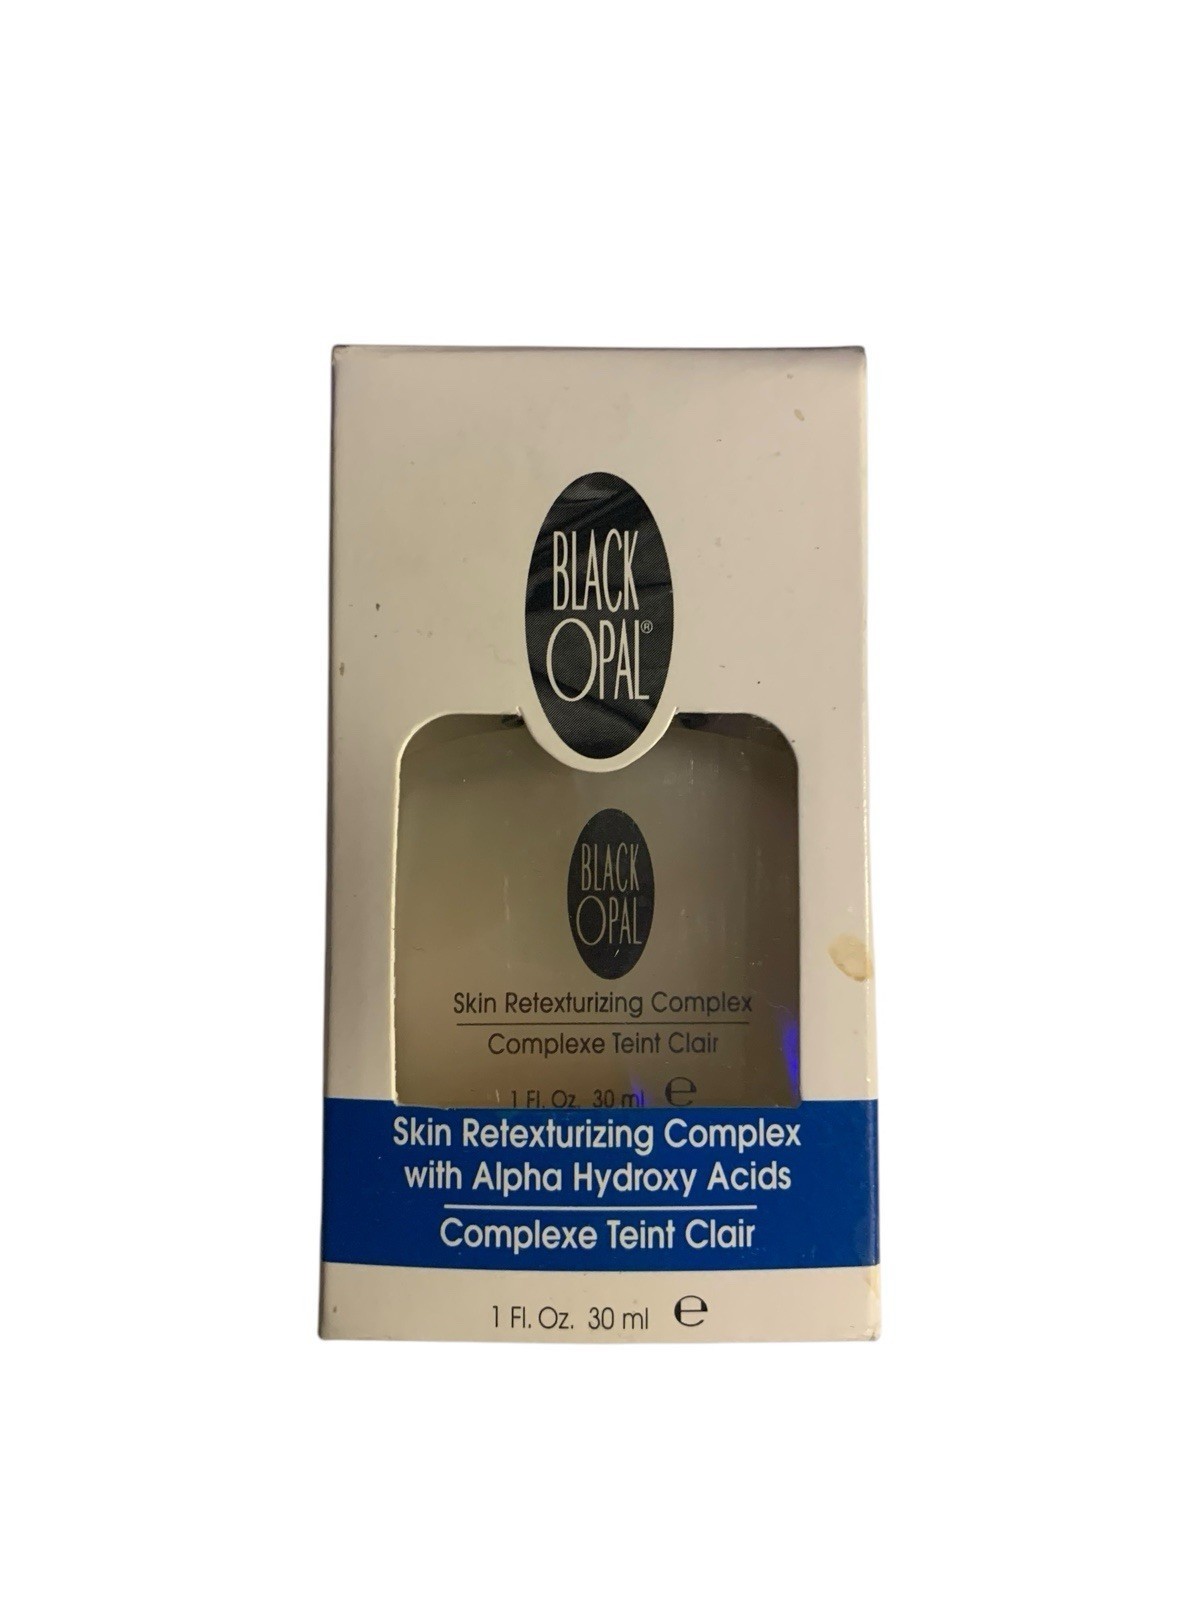 BLACK
OPAL®
BLACK
OPAL
Skin Retexturizing Complex
Complexe Teint Clair
1 Fl. Oz. 30 ml e
Skin Retexturizing Complex
with Alpha Hydroxy Acids
Complexe Teint Clair
1 Fl. Oz. 30 ml e